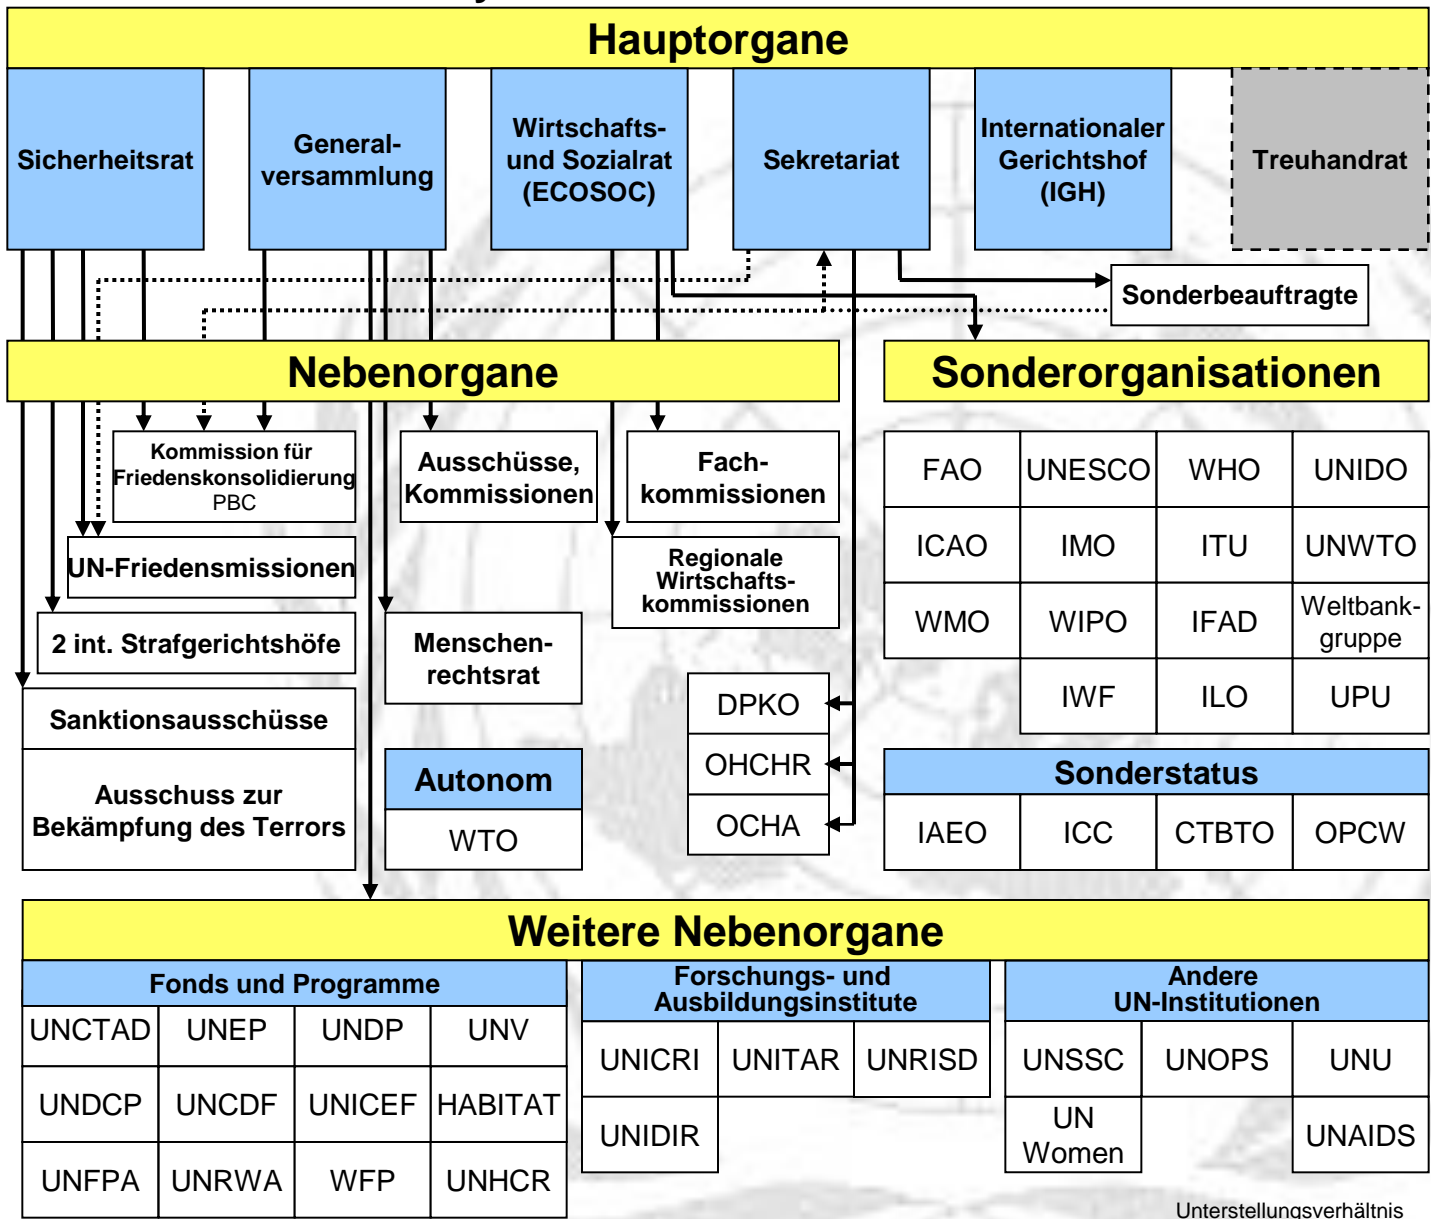 Hauptorgane
Sicherheitsrat
General-
versammlung
Wirtschafts-
und Sozialrat
(ECOSOC)
Sekretariat
Internationaler
Gerichtshof
(IGH)
Treuhandrat
Sonderbeauftragte
Nebenorgane
Kommission für
Friedenskonsolidierung
PBC
Ausschüsse,
Kommissionen
Fach-
kommissionen
UN-Friedensmissionen
Regionale
Wirtschafts-
kommissionen
2 int. Strafgerichtshöfe
Menschen-
rechtsrat
Sanktionsausschüsse
Ausschuss zur
Bekämpfung des Terrors
Autonom
WTO
DPKO
OHCHR
OCHA
Sonderorganisationen
FAO UNESCO WHO UNIDO
ICAO IMO ITU UNWTO
WMO WIPO IFAD Weltbank-
gruppe
IWF ILO UPU
Sonderstatus
IAEO ICC CTBTO OPCW
Weitere Nebenorgane
Fonds und Programme
UNCTAD UNEP UNDP UNV
UNDCP UNCDF UNICEF HABITAT
UNFPA UNRWA WFP UNHCR
Forschungs- und
Ausbildungsinstitute
UNICRI UNITAR UNRISD
UNIDIR
Andere
UN-Institutionen
UNSSC UNOPS UNU
UN
Women
UNAIDS
Unterstellungsverhältnis